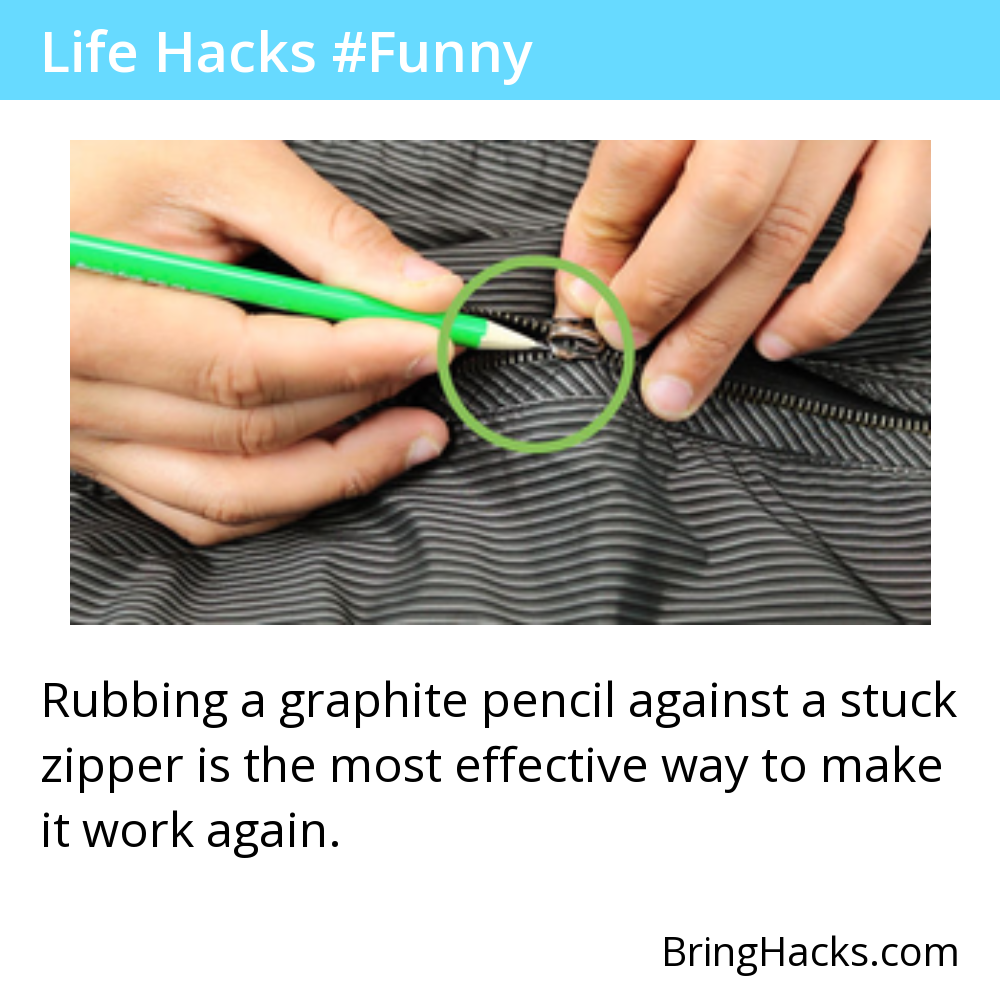 Life Hacks #Funny
Rubbing a graphite pencil against a stuck
zipper is the most effective way to make
it work again.
BringHacks.com